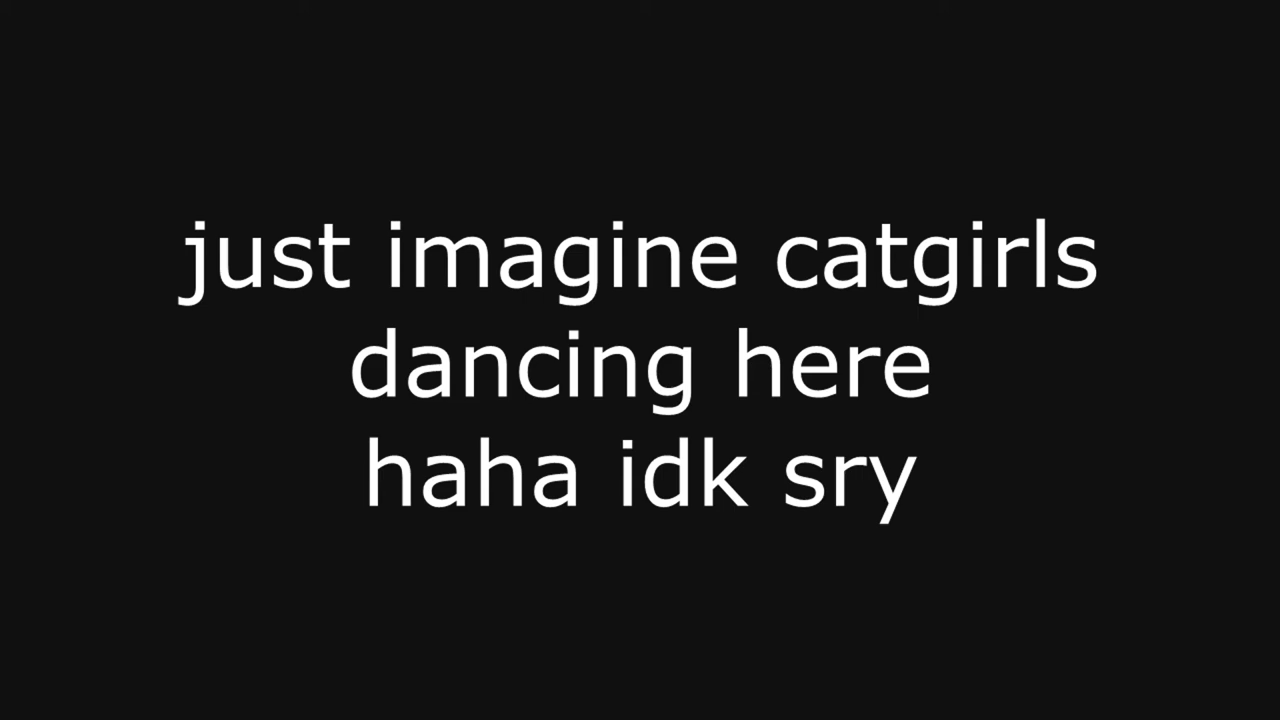 just imagine catgirls
dancing here
haha idk sry